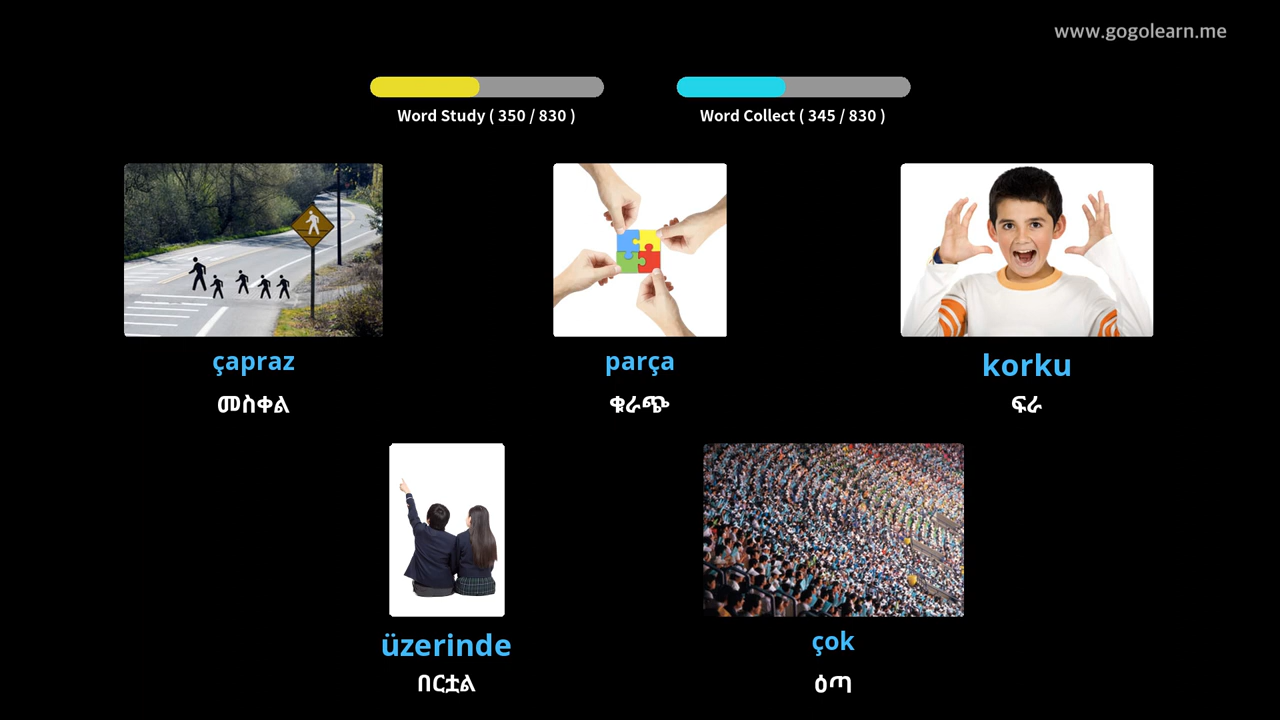 www.gogolearn.me
Word Study ( 350 / 830 )
Word Collect ( 345 / 830 )
çapraz
parça
korku
መስቀል
ቁራጭ
ፍራ
üzerinde
çok
በርቷል
ዕጣ